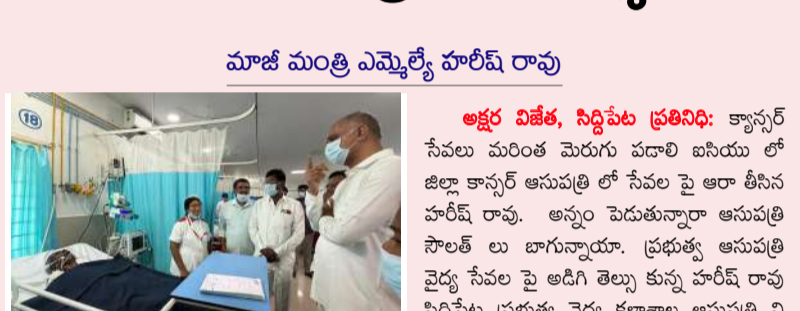 మాజీ మంత్రి ఎమ్మెల్యే హరీష్ రావు
18
అక్షర విజేత, సిద్దిపేట ప్రతినిధి: క్యాన్సర్
సేవలు మరింత మెరుగు పడాలి ఐసియు లో
జిల్లా కాన్సర్ ఆసుపత్రి లో సేవల పై ఆరా తీసిన
హరీష్ రావు. అన్నం పెడుతున్నారా ఆసుపత్రి
సౌలత్ లు బాగున్నాయా. ప్రభుత్వ ఆసుపత్రి
వైద్య సేవల పై అడిగి తెల్సు కున్న హరీష్ రావు